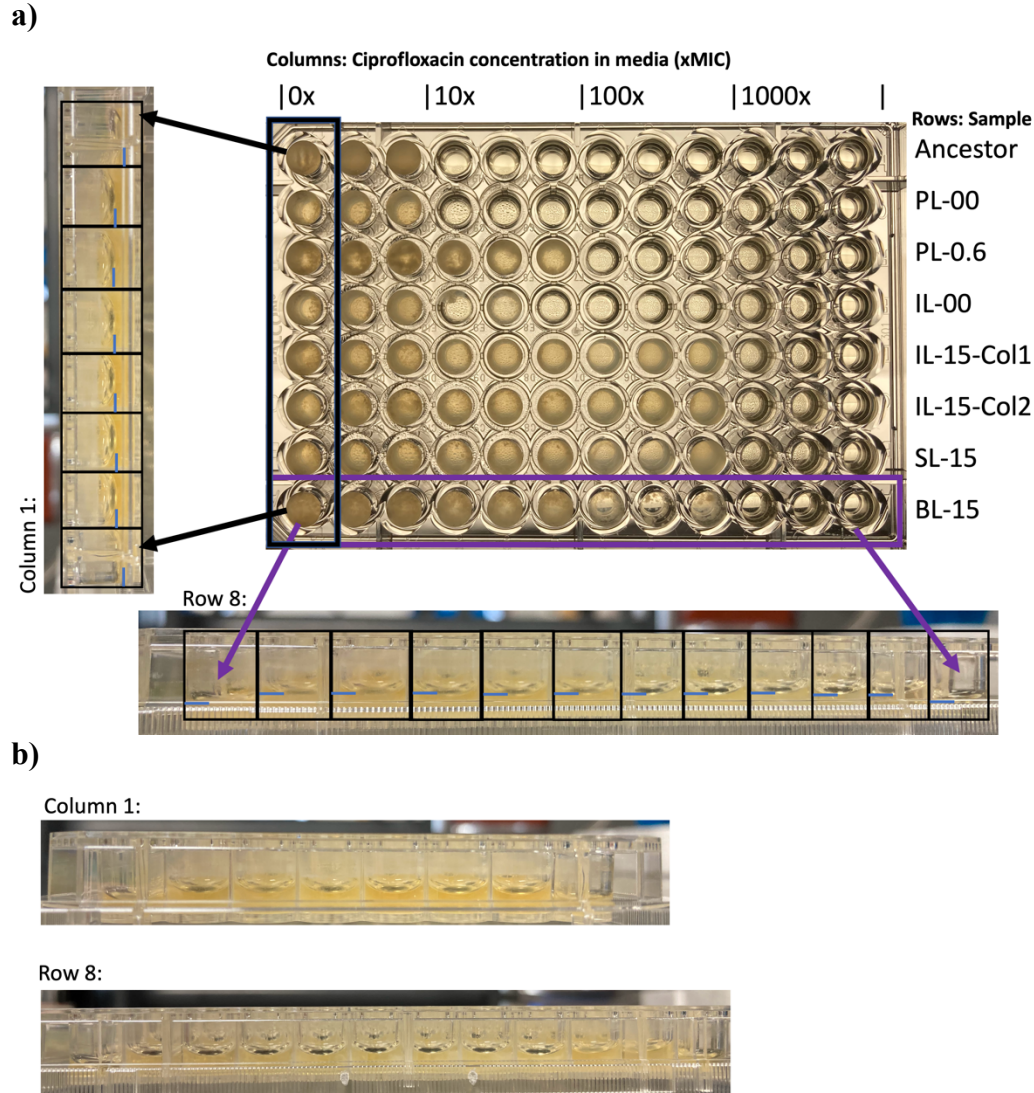 a)
Columns: Ciprofloxacin concentration in media (xMIC)
|0x |10x |100x |1000x |
Rows: Sample
Ancestor
PL-00
PL-0.6
IL-00
IL-15-Col1
IL-15-Col2
SL-15
BL-15
Column 1:
Row 8:
b)
Column 1:
Row 8: